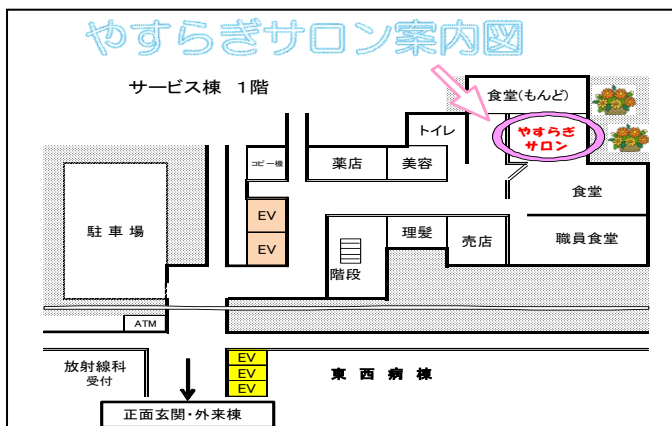 やすらぎサロン案内図
サービス棟 1階
食堂(もんど)
トイレ
やすらぎ
サロン
コピー機
薬店
美容
食堂
EV
EV
駐車場
理髪
売店
職員食堂
階段
ATM
放射線科
受付
EV
EV
EV
東西病棟
正面玄関・外来棟